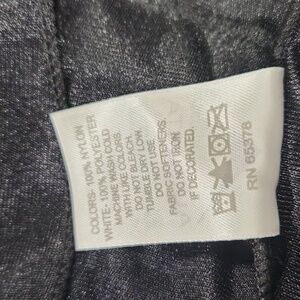 COLORS: 100% NYLON
WHITE: 100% POLYESTER
MACHINE WASH COLD
WITH LIKE COLORS.
DO NOT BLEACH.
TUMBLE DRY LOW.
DO NOT USE
FABRIC SOFTENERS.
DO NOT IRON
IF DECORATED.
RN 65378